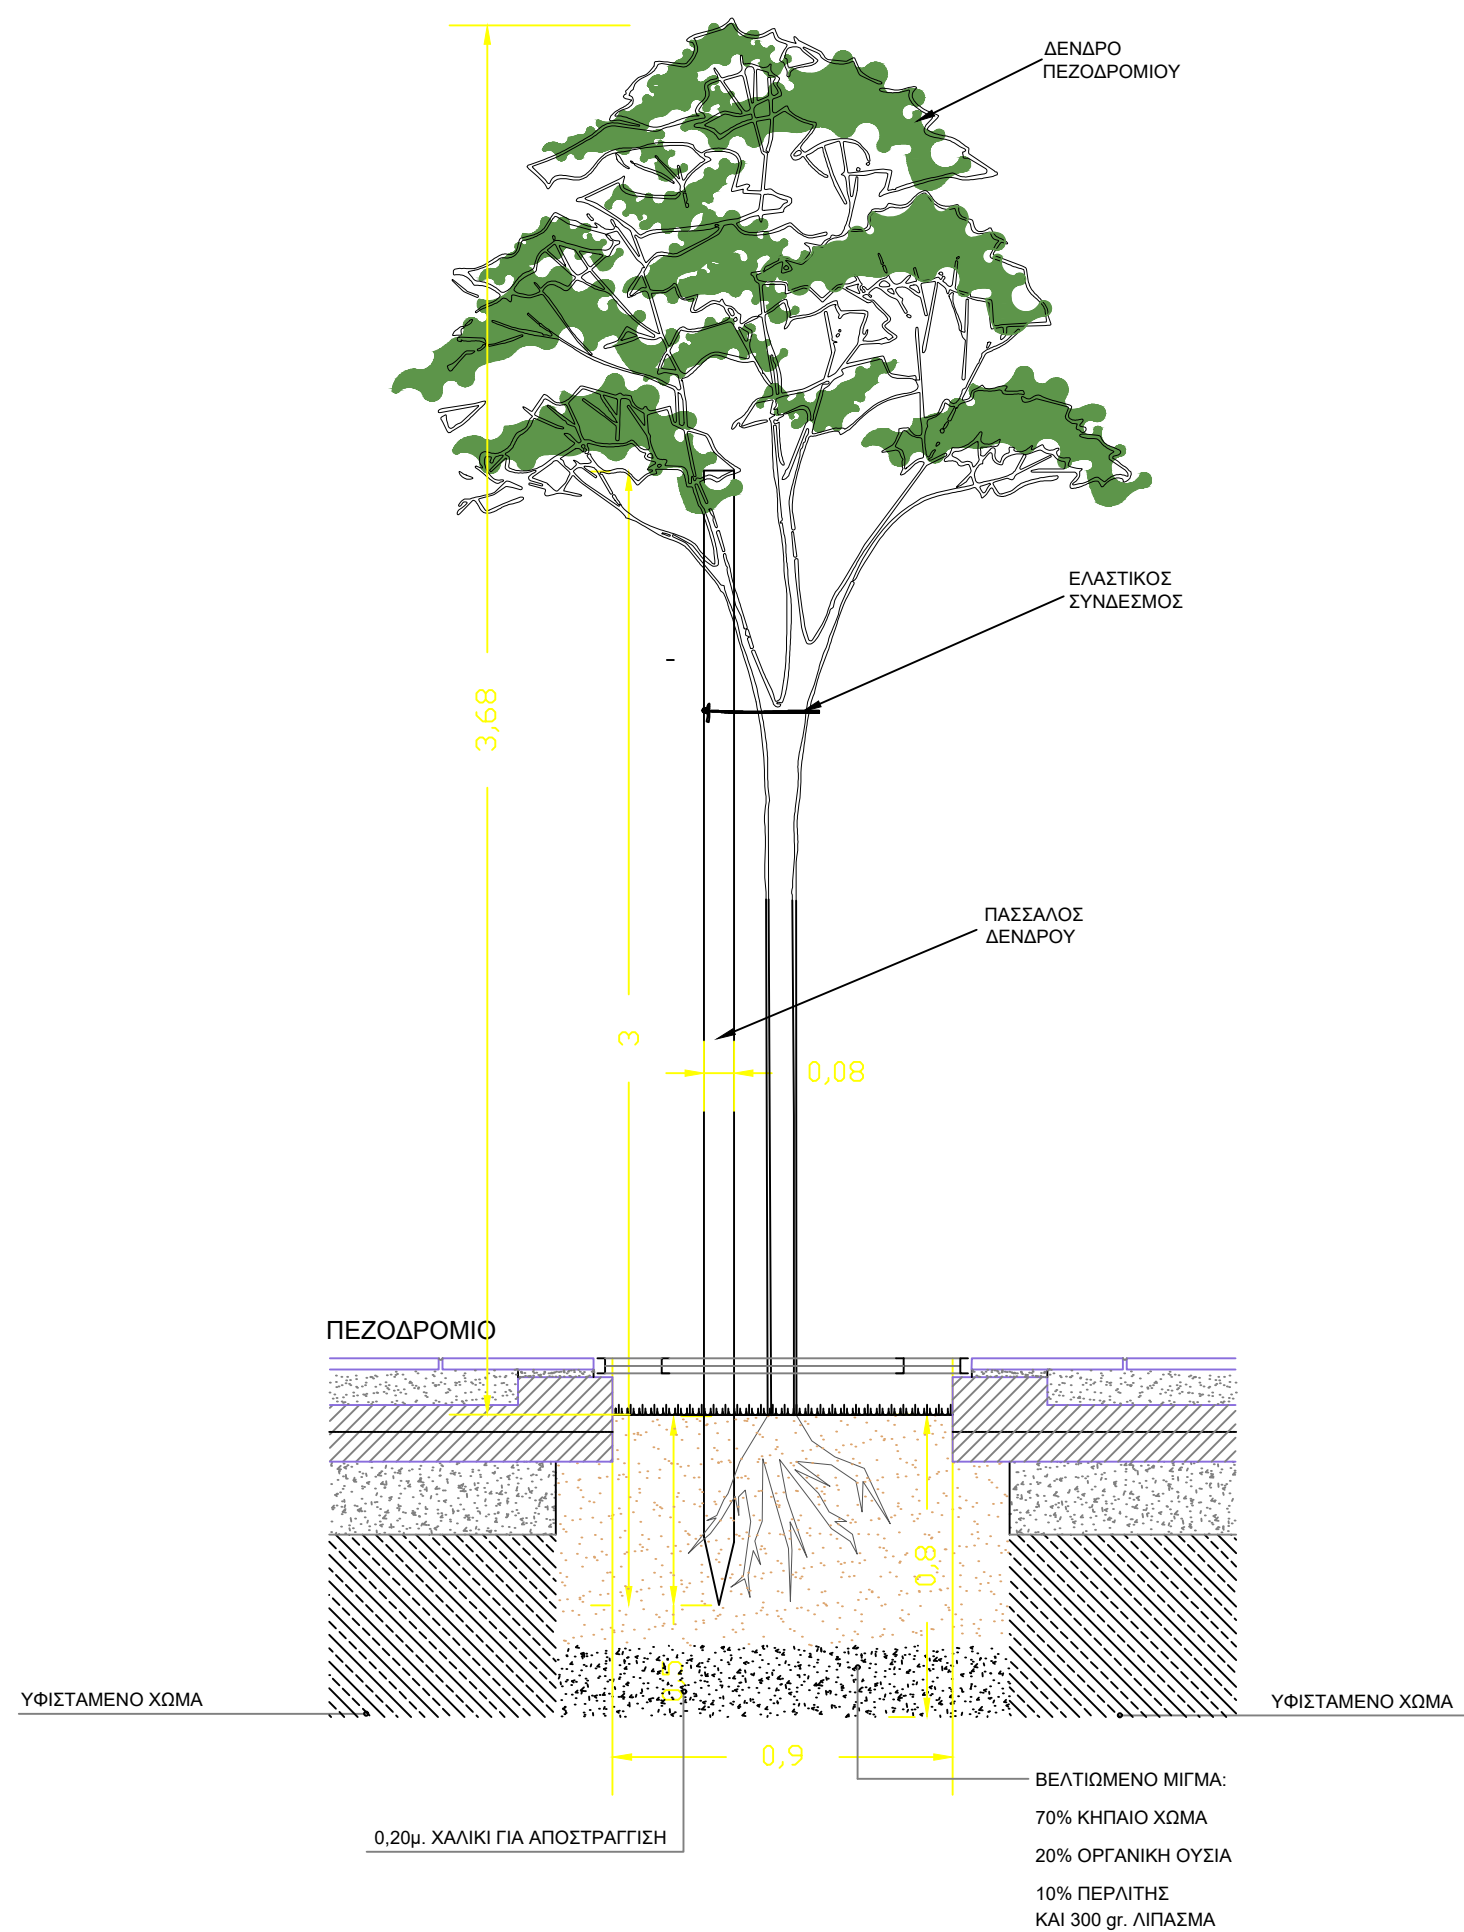 ΔΕΝΔΡΟ
ΠΕΖΟΔΡΟΜΙΟΥ
ΕΛΑΣΤΙΚΟΣ
ΣΥΝΔΕΣΜΟΣ
3,68
ΠΑΣΣΑΛΟΣ
ΔΕΝΔΡΟΥ
3
0,08
ΠΕΖΟΔΡΟΜΙΟ
0,8
0,5
ΥΦΙΣΤΑΜΕΝΟ ΧΩΜΑ
ΥΦΙΣΤΑΜΕΝΟ ΧΩΜΑ
0,9
ΒΕΛΤΙΩΜΕΝΟ ΜΙΓΜΑ:
70% ΚΗΠΑΙΟ ΧΩΜΑ
0,20μ. ΧΑΛΙΚΙ ΓΙΑ ΑΠΟΣΤΡΑΓΓΙΣΗ
20% ΟΡΓΑΝΙΚΗ ΟΥΣΙΑ
10% ΠΕΡΛΙΤΗΣ
ΚΑΙ 300 gr. ΛΙΠΑΣΜΑ